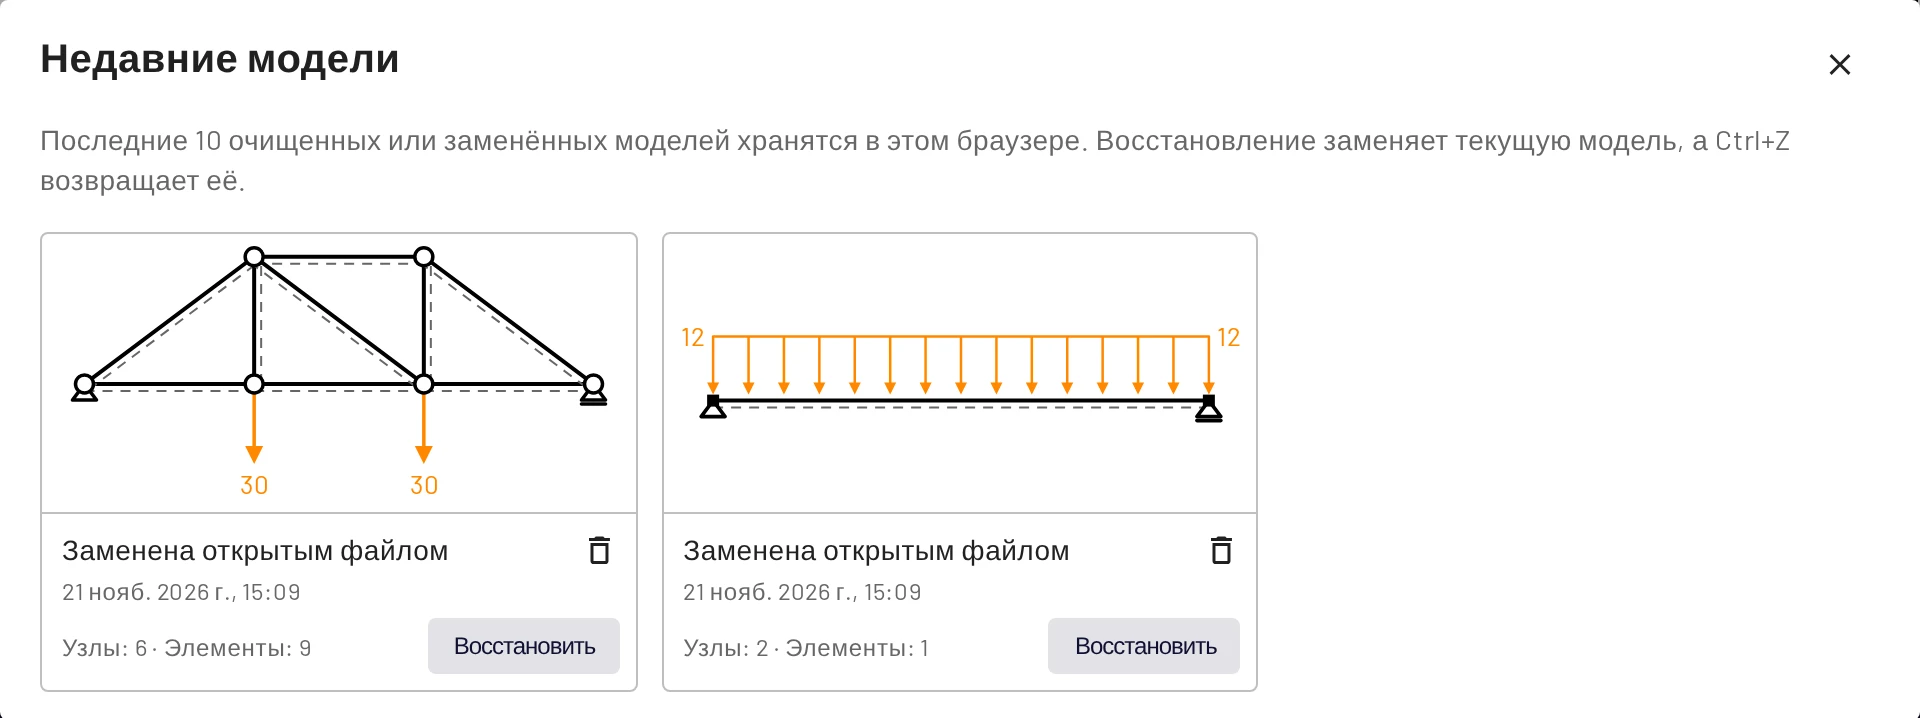 Недавние модели
Последние 10 очищенных или заменённых моделей хранятся в этом браузере. Восстановление заменяет текущую модель, а Ctrl+Z
возвращает её.
30 30
12 12
Заменена открытым файлом
21 нояб. 2026 г., 15:09
Узлы: 6 · Элементы: 9
Восстановить
Заменена открытым файлом
21 нояб. 2026 г., 15:09
Узлы: 2 · Элементы: 1
Восстановить